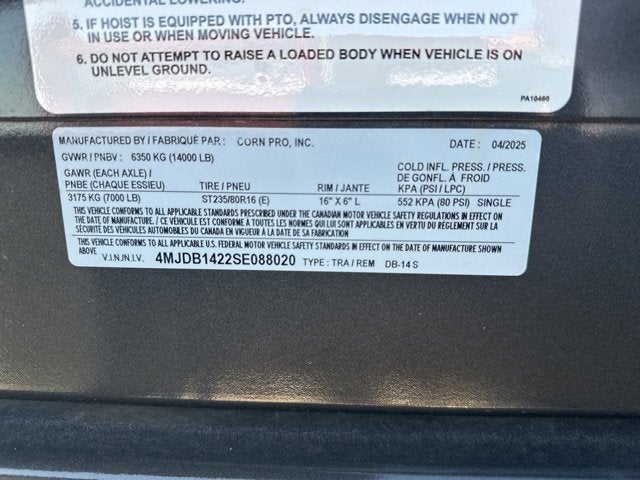 ACCIDENTAL LOWERING.
5. IF HOIST IS EQUIPPED WITH PTO, ALWAYS DISENGAGE WHEN NOT
IN USE OR WHEN MOVING VEHICLE.
6. DO NOT ATTEMPT TO RAISE A LOADED BODY WHEN VEHICLE IS ON
UNLEVEL GROUND.
PA10480
MANUFACTURED BY / FABRIQUÉ PAR: CORN PRO, INC. DATE: 04/2025
GVWR / PNBV: 6350 KG (14000 LB)
GAWR (EACH AXLE) / COLD INFL. PRESS. / PRESS.
PNBE (CHAQUE ESSIEU) TIRE / PNEU RIM / JANTE DE GONFL. À FROID
KPA (PSI / LPC)
3175 KG (7000 LB) ST235/80R16 (E) 16" X 6" L 552 KPA (80 PSI) SINGLE
THIS VEHICLE CONFORMS TO ALL APPLICABLE STANDARDS PRESCRIBED UNDER THE CANADIAN MOTOR VEHICLE SAFETY REGULATIONS IN EFFECT ON
THE DATE OF MANUFACTURE. / CE VÉHICULE EST CONFORME À TOUTES LES NORMES QUI LUI SONT APPLICABLES EN VERTU DU RÈGLEMENT SUR LA
SÉCURITÉ DES VÉHICULES AUTOMOBILES DU CANADA EN VIGUEUR À LA DATE DE SA FABRICATION
THIS VEHICLE CONFORMS TO ALL APPLICABLE U.S. FEDERAL MOTOR VEHICLE SAFETY STANDARDS IN EFFECT ON THE DATE OF MANUFACTURE SHOWN
ABOVE
V.I.N./N.I.V. 4MJDB1422SE088020 TYPE: TRA / REM DB-14 S